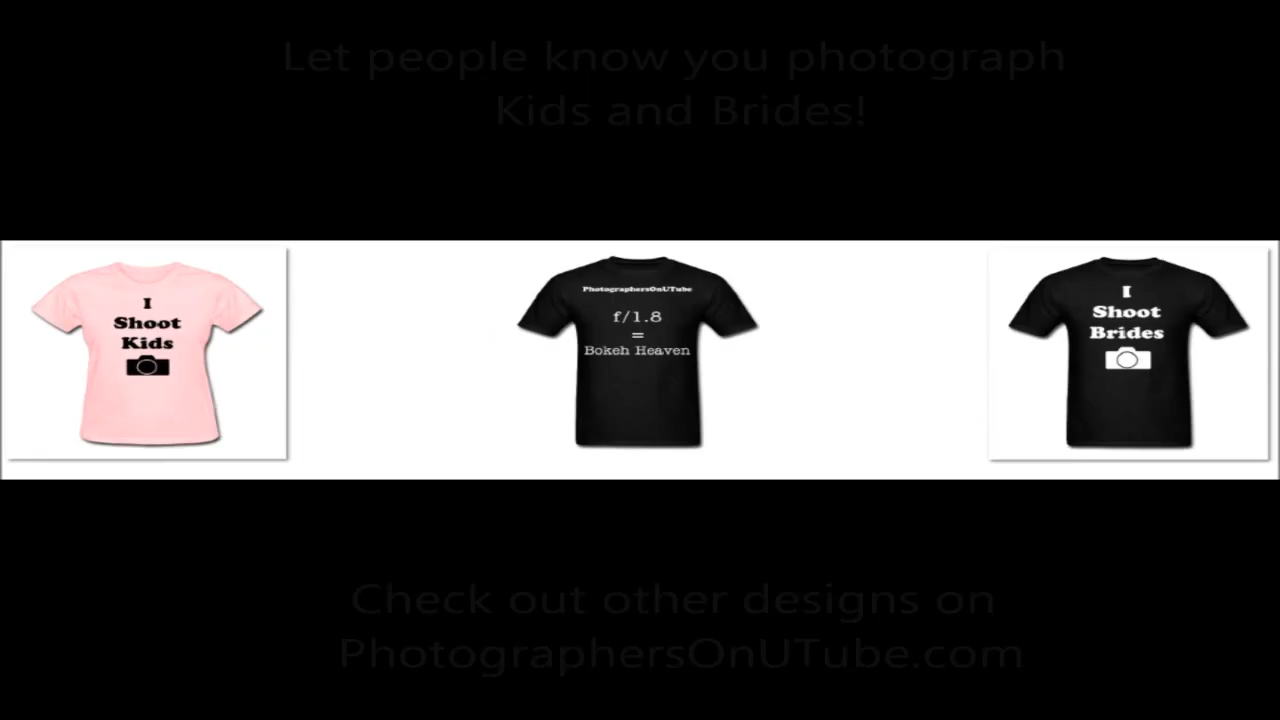 Let people know you photograph
Kids and Brides!
I
Shoot
Kids
PhotographersOnUTube
f/1.8
=
Bokeh Heaven
I
Shoot
Brides
Check out other designs on
PhotographersOnUTube.com